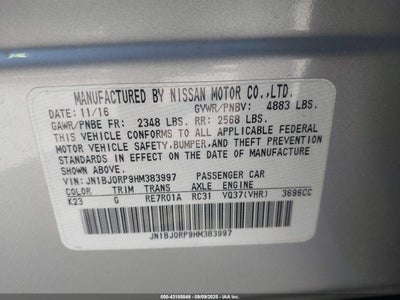 MANUFACTURED BY NISSAN MOTOR CO.,LTD.
DATE: 11/16 GVWR/PNBV: 4883 LBS.
GAWR/PNBE FR: 2348 LBS. RR: 2568 LBS.
THIS VEHICLE CONFORMS TO ALL APPLICABLE FEDERAL
MOTOR VEHICLE SAFETY, BUMPER, AND THEFT PREVENTION
STANDARDS IN EFFECT ON THE DATE OF MANUFACTURE
SHOWN ABOVE.
VIN: JN1BJ0RP9HM383997 PASSENGER CAR
COLOR TRIM TRANS AXLE ENGINE
K23 G RE7R01A RC31 VQ37(VHR) 3696CC
JN1BJ0RP9HM383997
© IAA 000-43155848 - 09/09/2025 - IAAI.COM